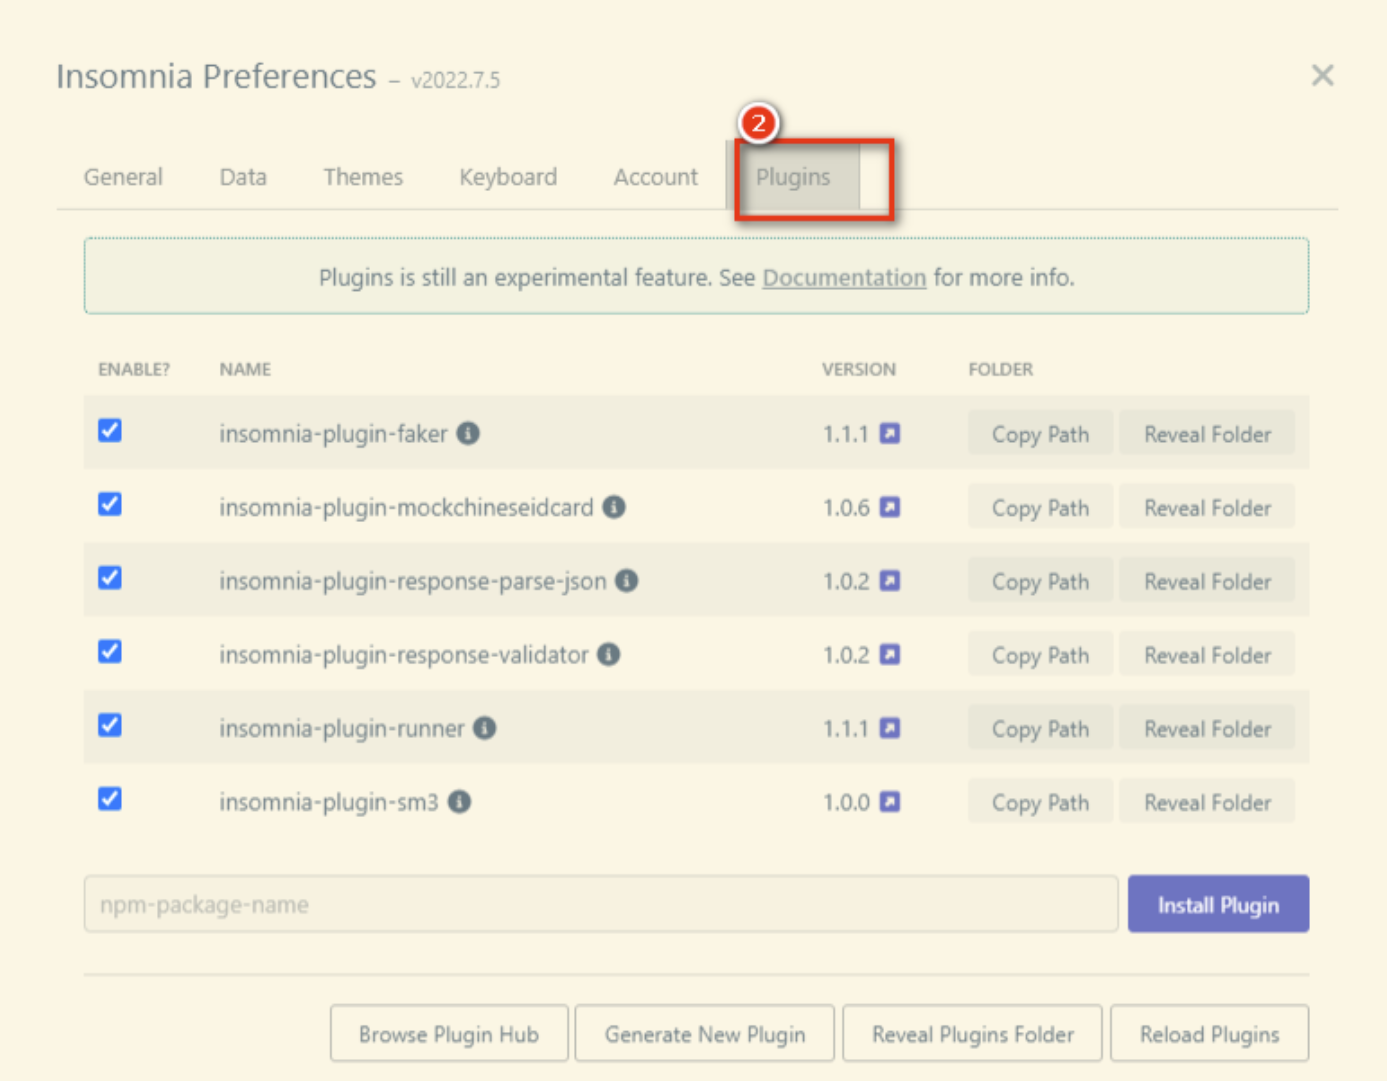 Insomnia Preferences – v2022.7.5
2
General Data Themes Keyboard Account Plugins
Plugins is still an experimental feature. See Documentation for more info.
ENABLE? NAME VERSION FOLDER
insomnia-plugin-faker 1.1.1 Copy Path Reveal Folder
insomnia-plugin-mockchineseidcard 1.0.6 Copy Path Reveal Folder
insomnia-plugin-response-parse-json 1.0.2 Copy Path Reveal Folder
insomnia-plugin-response-validator 1.0.2 Copy Path Reveal Folder
insomnia-plugin-runner 1.1.1 Copy Path Reveal Folder
insomnia-plugin-sm3 1.0.0 Copy Path Reveal Folder
npm-package-name Install Plugin
Browse Plugin Hub Generate New Plugin Reveal Plugins Folder Reload Plugins